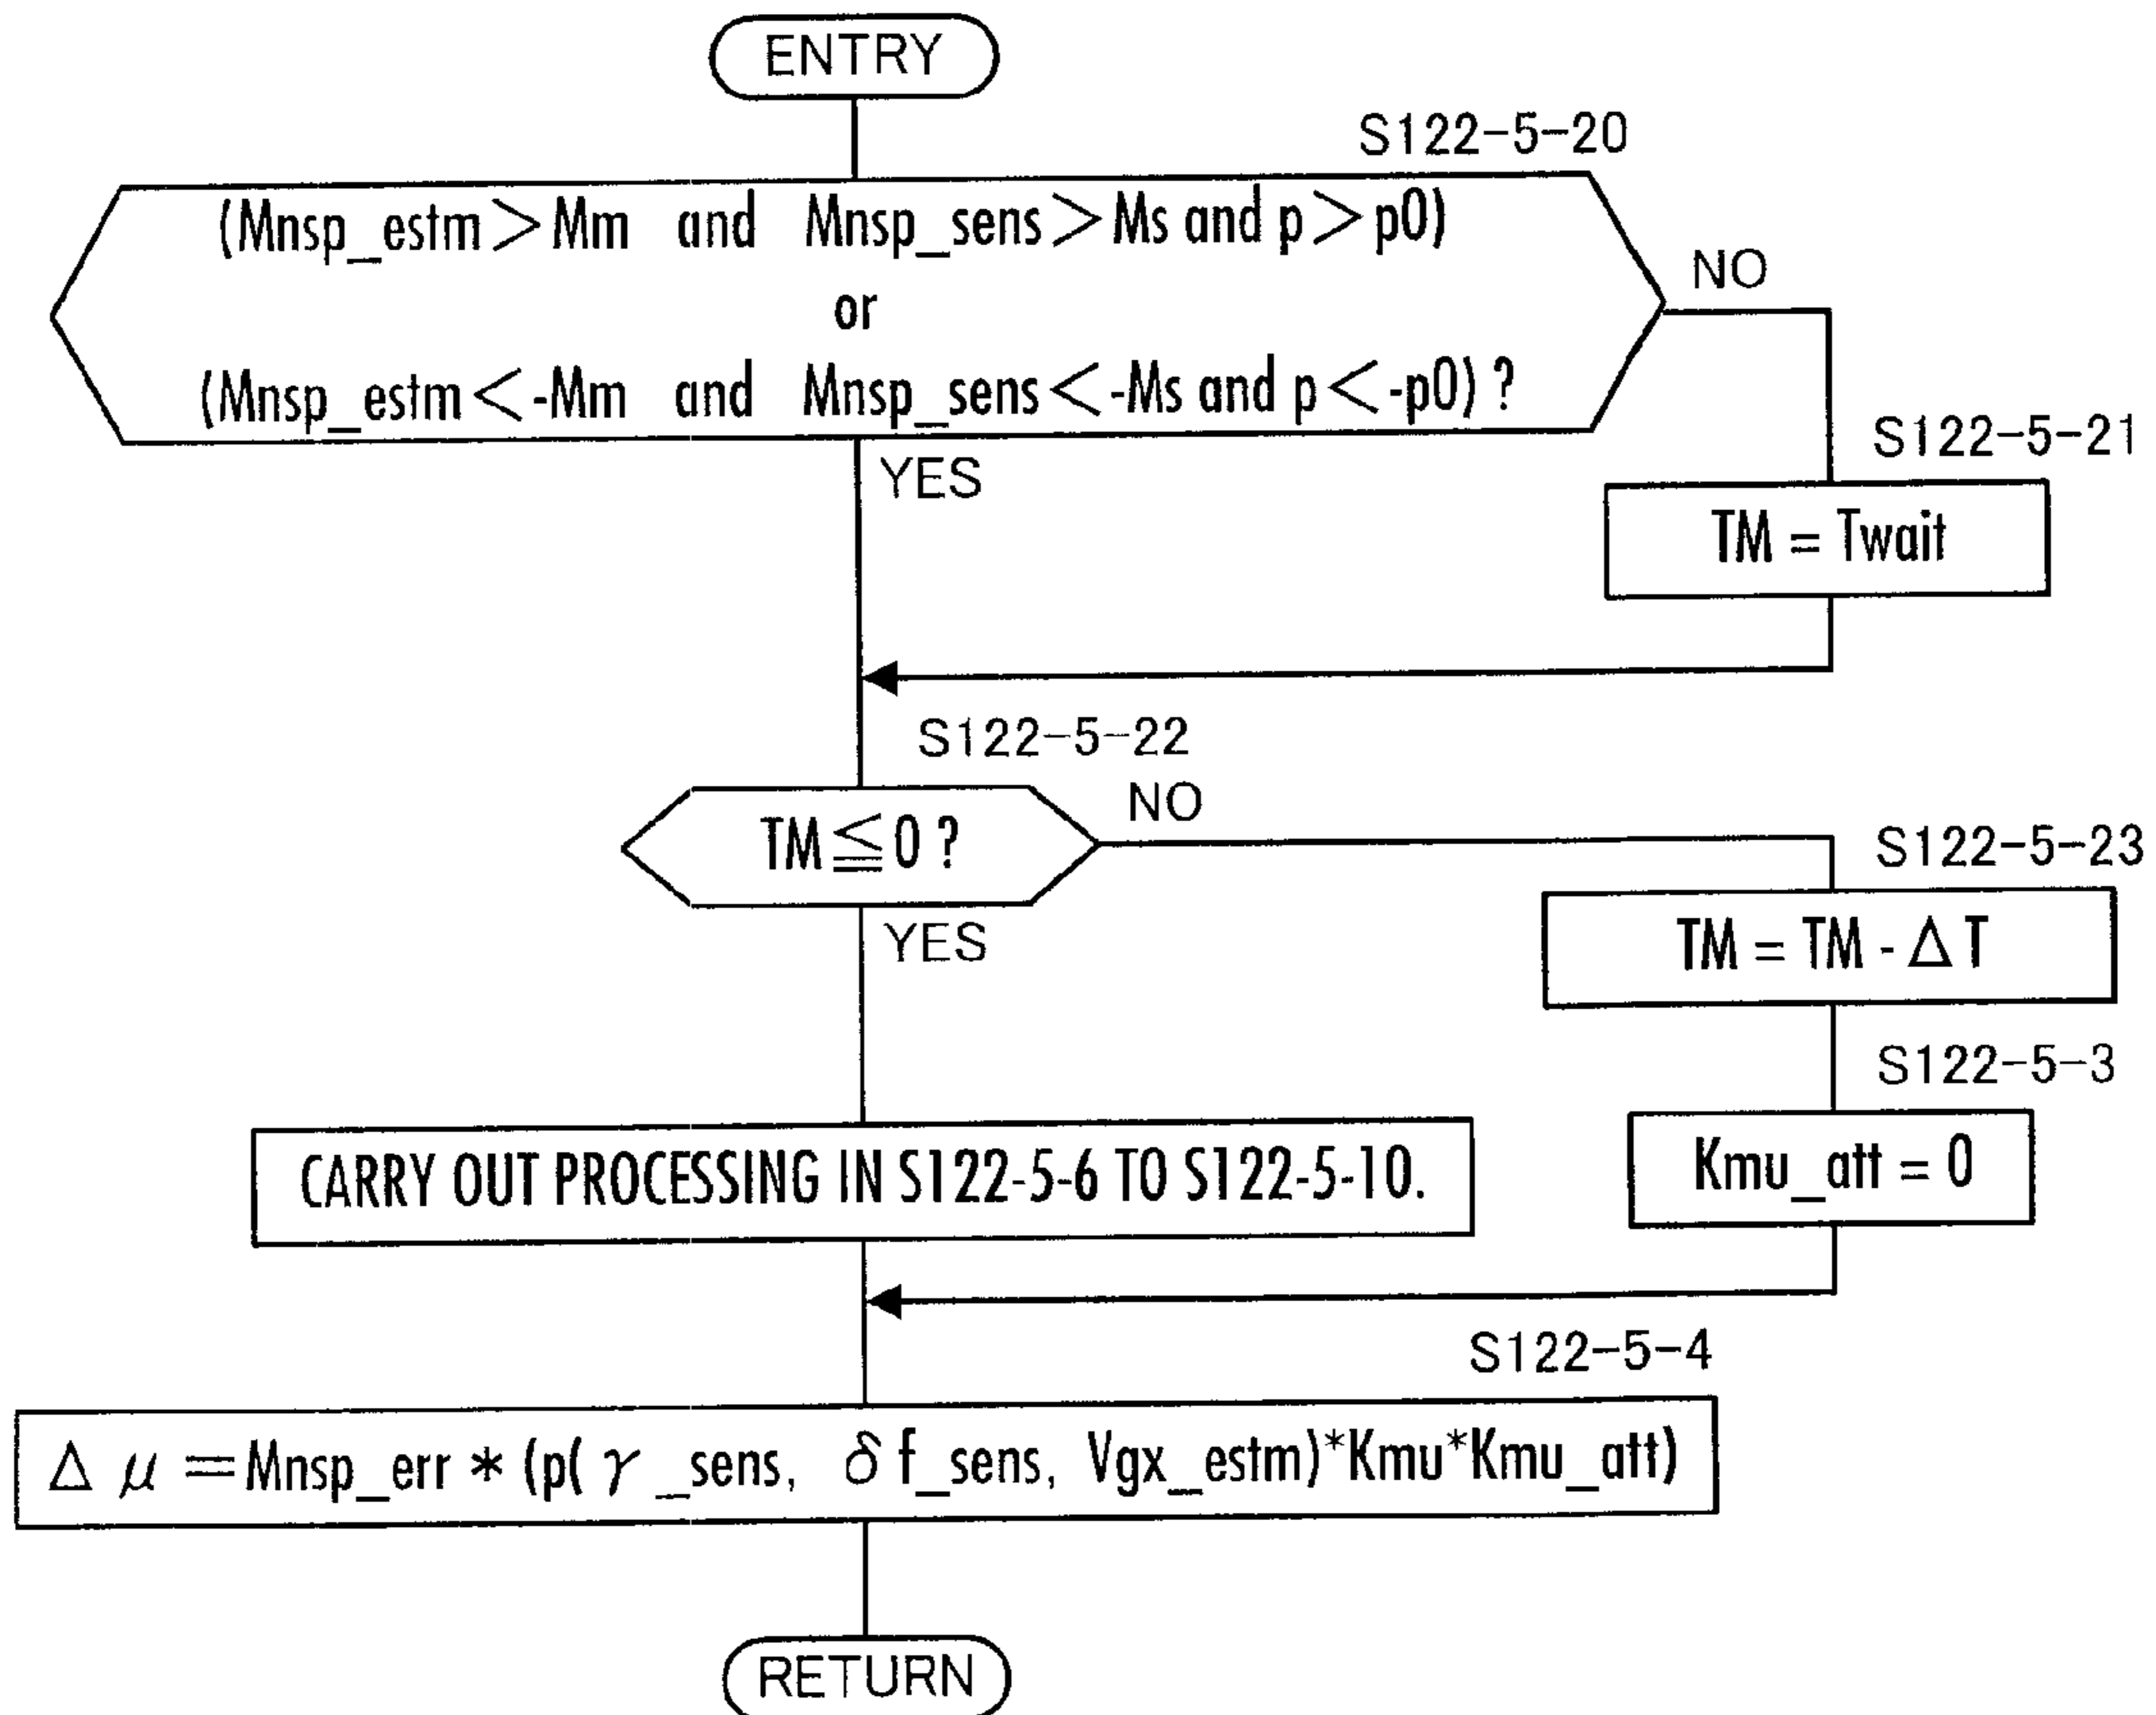 ENTRY
S122-5-20
(Mnsp_estm>Mm and Mnsp_sens>Ms and p>p0)
or
(Mnsp_estm<-Mm and Mnsp_sens<-Ms and p<-p0) ?
NO
YES
S122-5-21
TM = Twait
S122-5-22
TM≦0 ?
NO
YES
S122-5-23
TM = TM - ΔT
S122-5-3
Kmu_att = 0
CARRY OUT PROCESSING IN S122-5-6 TO S122-5-10.
S122-5-4
Δμ=Mnsp_err*(p(γ_sens, δf_sens, Vgx_estm)*Kmu*Kmu_att)
RETURN